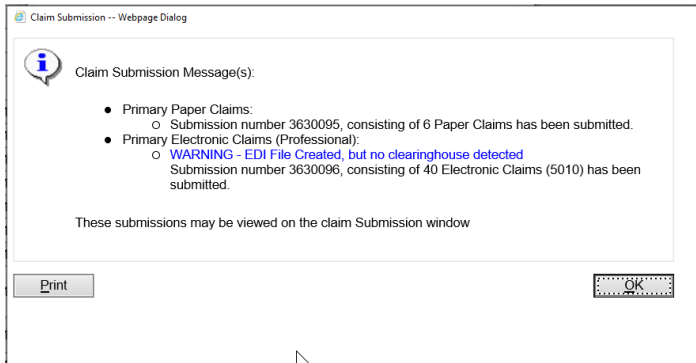 Claim Submission -- Webpage Dialog
Claim Submission Message(s):
● Primary Paper Claims:
○ Submission number 3630095, consisting of 6 Paper Claims has been submitted.
● Primary Electronic Claims (Professional):
○ WARNING - EDI File Created, but no clearinghouse detected
Submission number 3630096, consisting of 40 Electronic Claims (5010) has been
submitted.
These submissions may be viewed on the claim Submission window
Print
OK